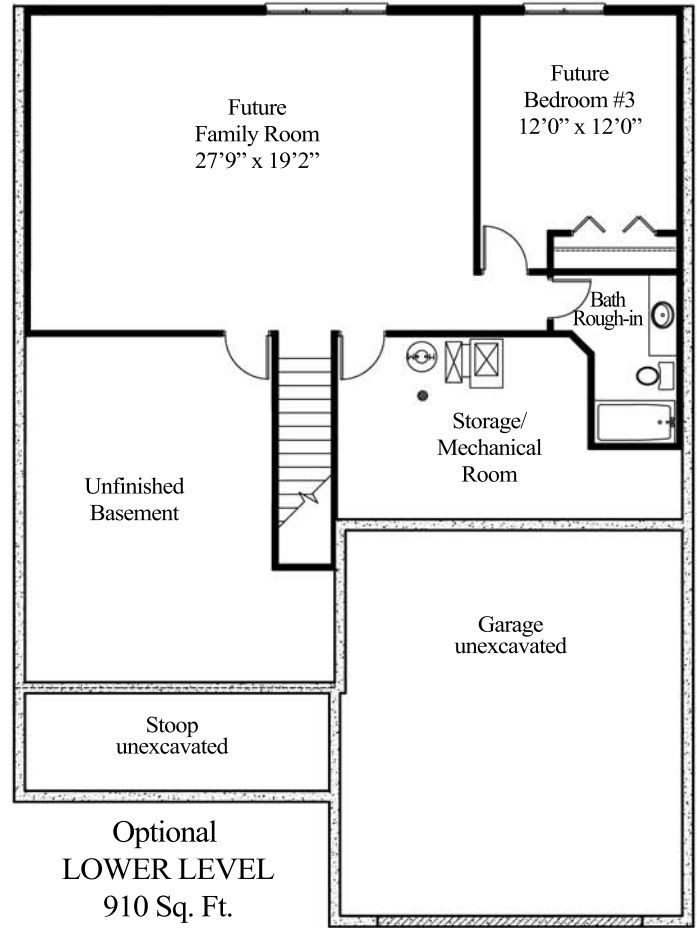 Future
Family Room
27’9” x 19’2”
Future
Bedroom #3
12’0” x 12’0”
Bath
Rough-in
WH
Storage/
Mechanical
Room
Unfinished
Basement
Garage
unexcavated
Stoop
unexcavated
Optional
LOWER LEVEL
910 Sq. Ft.